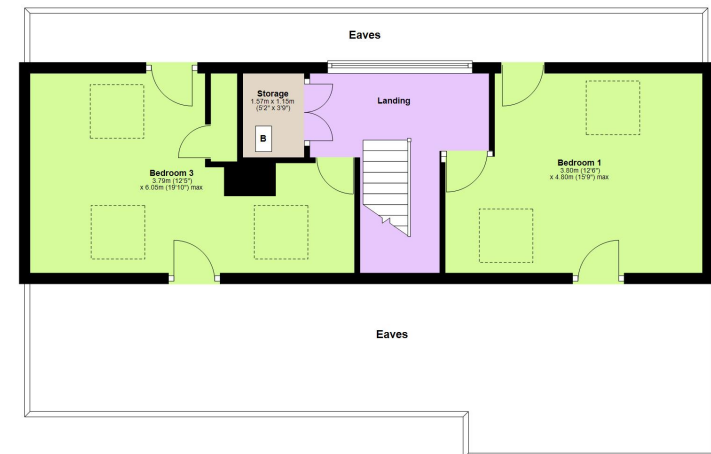 Eaves
Storage
1.57m x 1.15m
(5'2" x 3'9")
B
Landing
Bedroom 3
3.79m (12'5")
x 6.05m (19'10") max
Bedroom 1
3.80m (12'6")
x 4.80m (15'9") max
Eaves